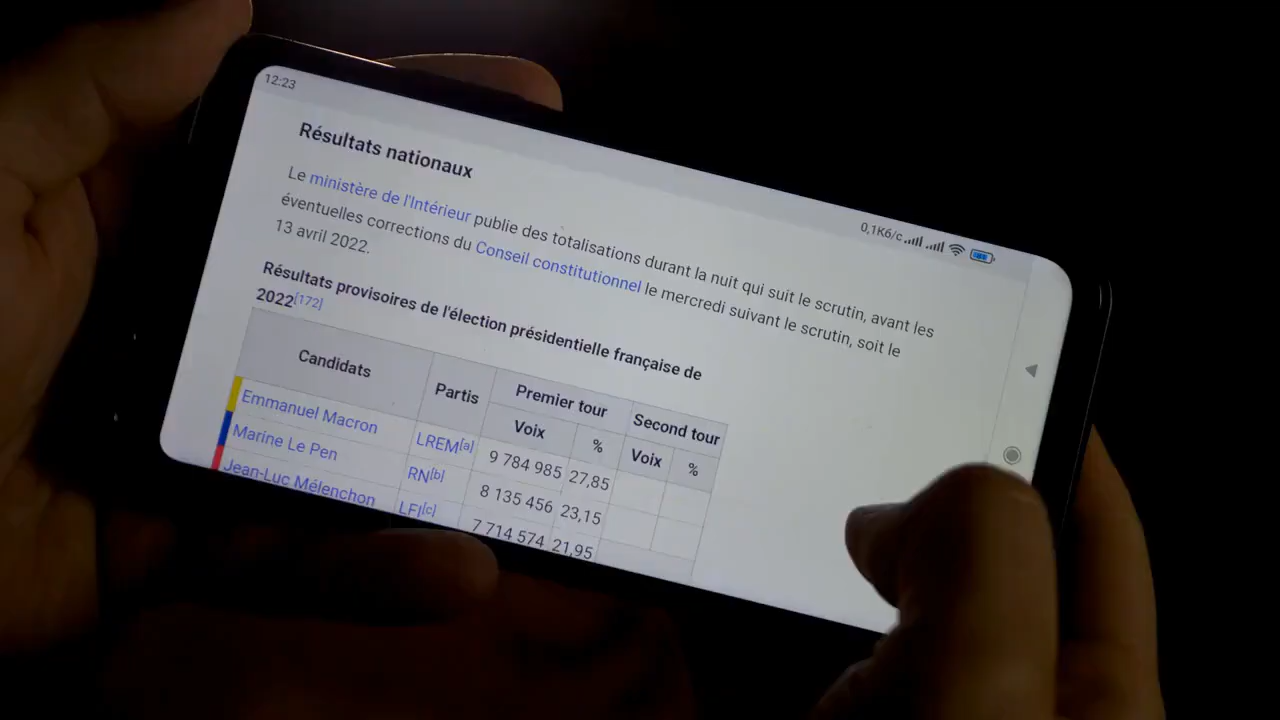 12:23
0,1Кб/с
Résultats nationaux
Le ministère de l'Intérieur publie des totalisations durant la nuit qui suit le scrutin, avant les
éventuelles corrections du Conseil constitutionnel le mercredi suivant le scrutin, soit le
13 avril 2022.
Résultats provisoires de l'élection présidentielle française de
2022[172]
Candidats Partis Premier tour Second tour
Voix % Voix %
Emmanuel Macron LREM[a] 9 784 985 27,85
Marine Le Pen RN[b] 8 135 456 23,15
Jean-Luc Mélenchon LFI[c] 7 714 574 21,95